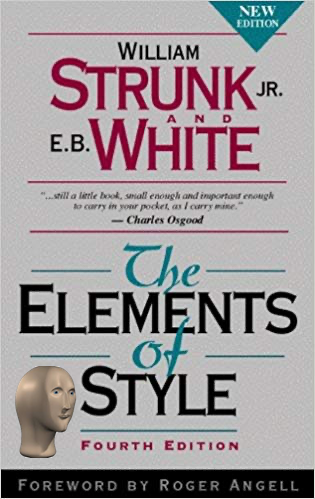 NEW
EDITION
WILLIAM
STRUNK JR.
AND
E.B. WHITE
"...still a little book, small enough and important enough
to carry in your pocket, as I carry mine."
— Charles Osgood
The
ELEMENTS
of
STYLE
FOURTH EDITION
FOREWORD BY ROGER ANGELL